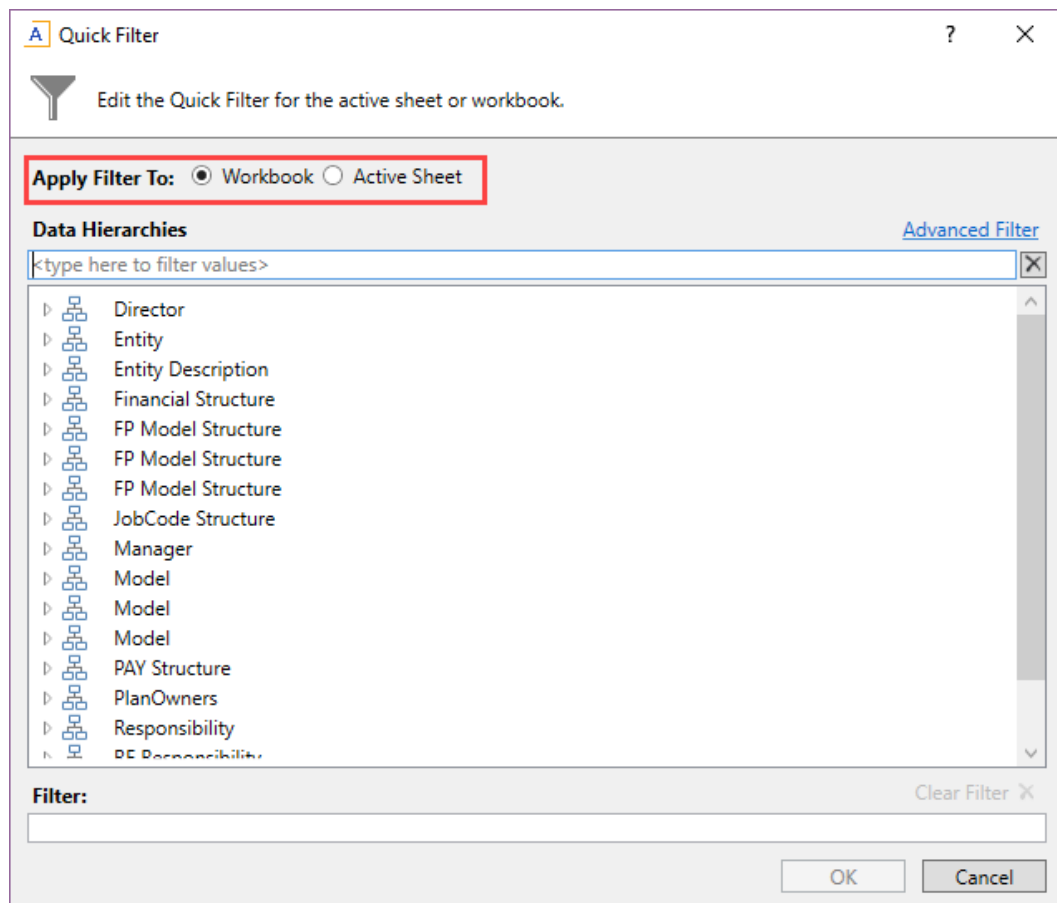 A Quick Filter ?
Edit the Quick Filter for the active sheet or workbook.
Apply Filter To: Workbook Active Sheet
Data Hierarchies Advanced Filter
<type here to filter values>
Director
Entity
Entity Description
Financial Structure
FP Model Structure
FP Model Structure
FP Model Structure
JobCode Structure
Manager
Model
Model
Model
PAY Structure
PlanOwners
Responsibility
Responsibility
Filter: Clear Filter
OK Cancel